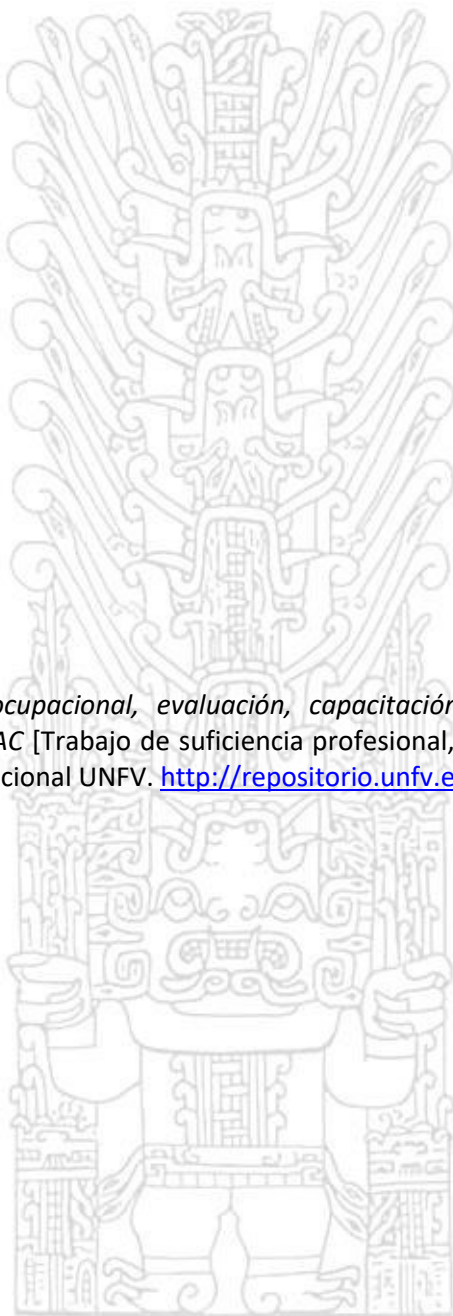 ocupacional, evaluación, capacitación
AC [Trabajo de suficiencia profesional,
cional UNFV. http://repositorio.unfv.e